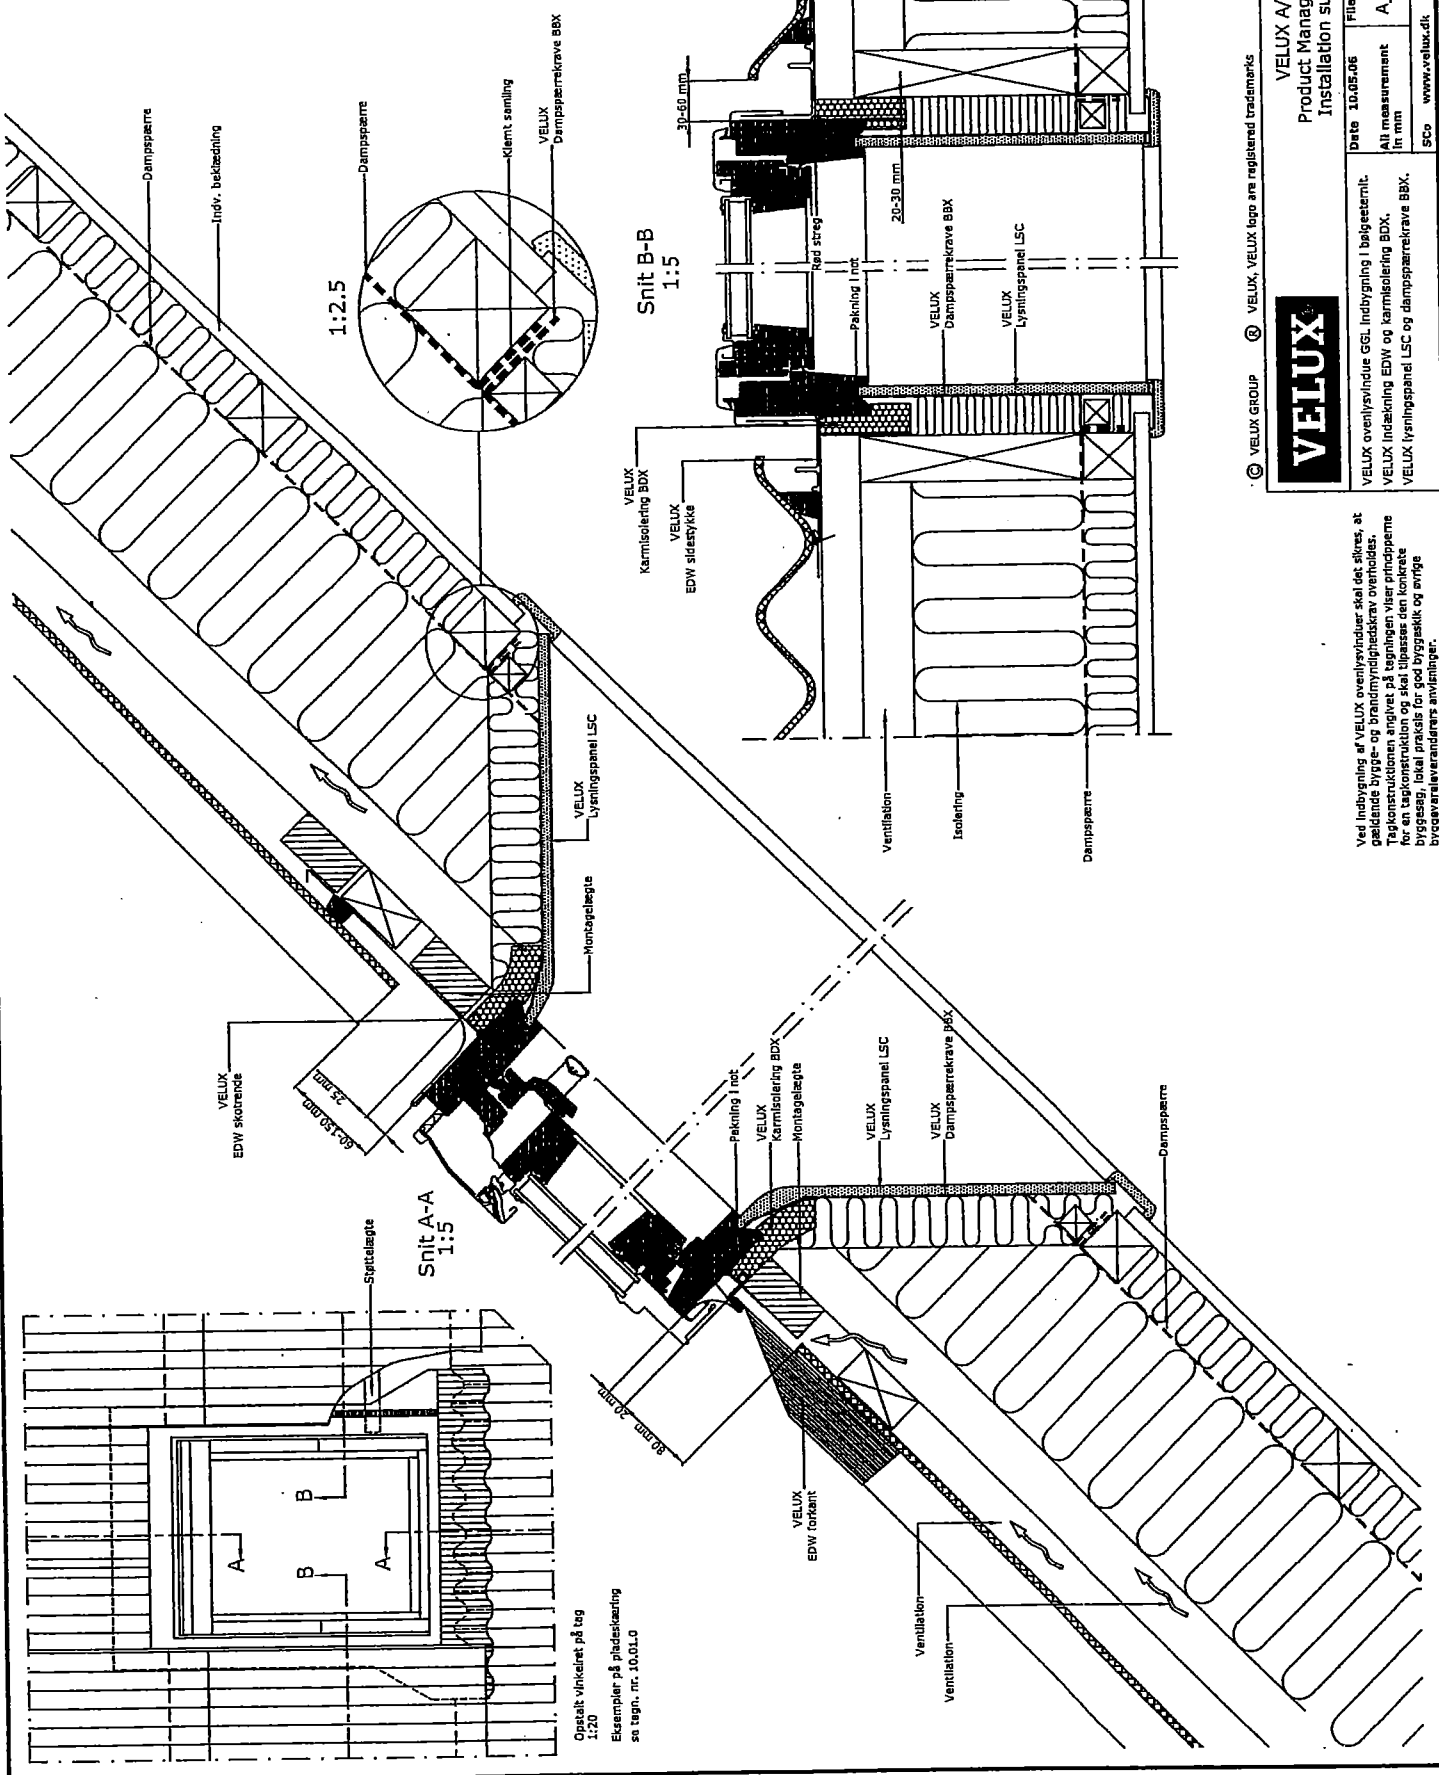 Opstalt vinkelret på tag
1:20
Eksempler på pladeskæring
se tegn. nr. 10.01.0
A
A
B
B
Støttelægte
Snit A-A
1:5
VELUX
EDW skotrende
60-150 mm
25 mm
Montagelægte
VELUX
Lysningspanel LSC
Dampspærre
Indv. beklædning
1:2.5
Dampspærre
Klemt samling
VELUX
Dampspærrekrave BBX
20 mm
80 mm
VELUX
EDW forkant
Ventilation
Ventilation
Pakning i not
VELUX
Karmisolering BDX
Montagelægte
VELUX
Lysningspanel LSC
VELUX
Dampspærrekrave BBX
Dampspærre
Snit B-B
1:5
VELUX
Karmisolering BDX
VELUX
EDW sidestykke
30-60 mm
20-30 mm
Rød streg
Pakning i not
VELUX
Dampspærrekrave BBX
VELUX
Lysningspanel LSC
Ventilation
Isolering
Dampspærre
Ved indbygning af VELUX ovenlysvinduer skal det sikres, at
gældende bygge- og brandmyndighedskrav overholdes.
Tagkonstruktionen angivet på tegningen viser principperne
for en tagkonstruktion og skal tilpasses den konkrete
byggesag, lokal praksis for god byggeskik og øvrige
byggevareleverandørers anvisninger.
© VELUX GROUP ® VELUX, VELUX logo are registered trademarks
VELUX
VELUX A/
Product Manag
Installation su
VELUX ovenlysvindue GGL indbygning i bølgeeternit.
VELUX inddækning EDW og karmisolering BDX.
VELUX lysningspanel LSC og dampspærrekrave BBX.
Date 10.05.06
File
All measurement
in mm
A
SCo www.velux.dk